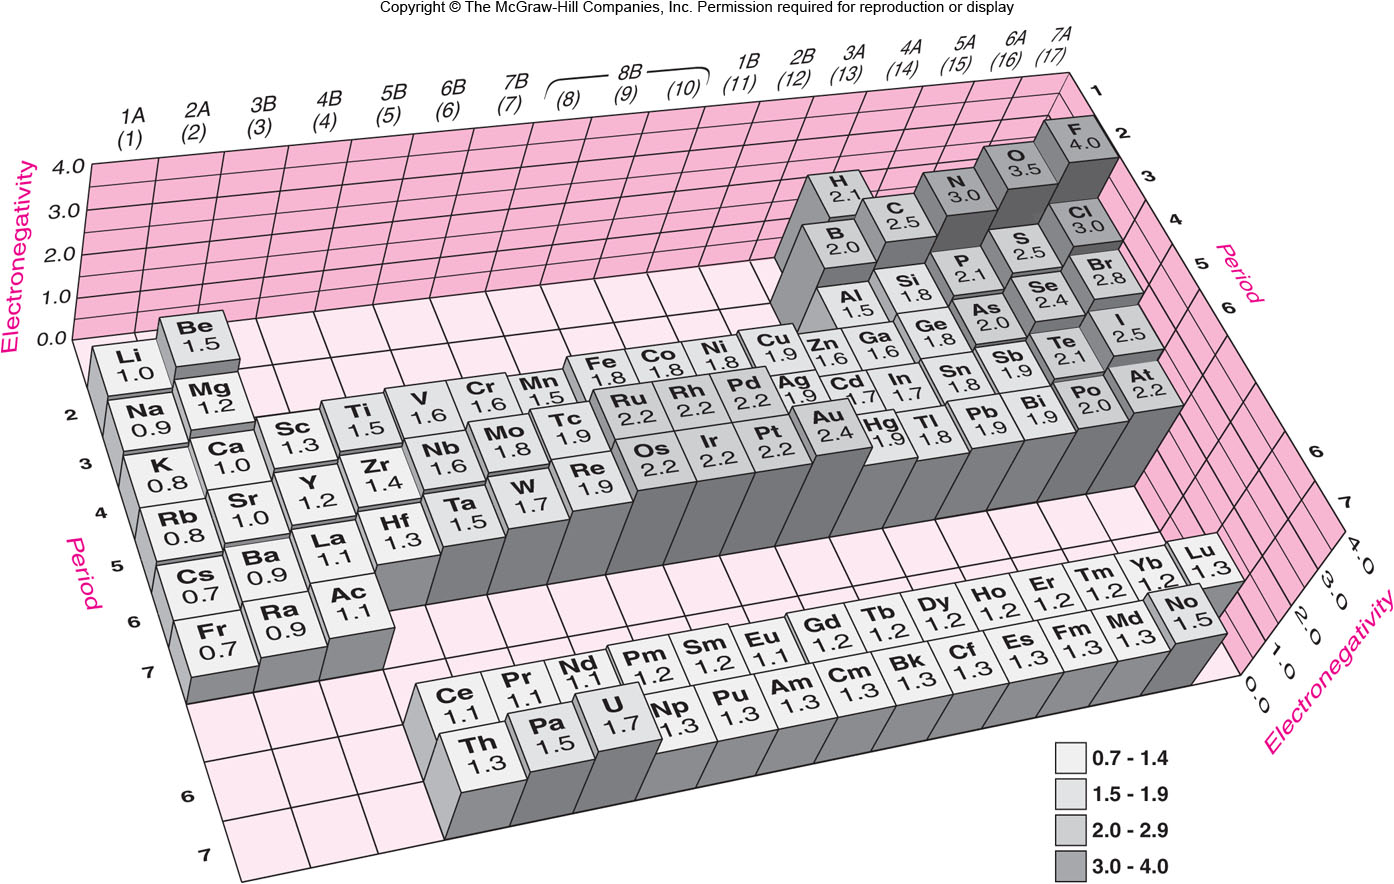 Copyright © The McGraw-Hill Companies, Inc. Permission required for reproduction or display
1A 2A 3B 4B 5B 6B 7B 8B 1B 2B 3A 4A 5A 6A 7A
(1) (2) (3) (4) (5) (6) (7) (8) (9) (10) (11) (12) (13) (14) (15) (16) (17)
Electronegativity
4.0
3.0
2.0
1.0
0.0
1
2
3
4
5
6
Period
6
7
H 2.1
Li 1.0 Be 1.5 B 2.0 C 2.5 N 3.0 O 3.5 F 4.0
Na 0.9 Mg 1.2 Al 1.5 Si 1.8 P 2.1 S 2.5 Cl 3.0
K 0.8 Ca 1.0 Sc 1.3 Ti 1.5 V 1.6 Cr 1.6 Mn 1.5 Fe 1.8 Co 1.8 Ni 1.8 Cu 1.9 Zn 1.6 Ga 1.6 Ge 1.8 As 2.0 Se 2.4 Br 2.8
Rb 0.8 Sr 1.0 Y 1.2 Zr 1.4 Nb 1.6 Mo 1.8 Tc 1.9 Ru 2.2 Rh 2.2 Pd 2.2 Ag 1.9 Cd 1.7 In 1.7 Sn 1.8 Sb 1.9 Te 2.1 I 2.5
Cs 0.7 Ba 0.9 La 1.1 Hf 1.3 Ta 1.5 W 1.7 Re 1.9 Os 2.2 Ir 2.2 Pt 2.2 Au 2.4 Hg 1.9 Tl 1.8 Pb 1.9 Bi 1.9 Po 2.0 At 2.2
Fr 0.7 Ra 0.9 Ac 1.1
Ce 1.1 Pr 1.1 Nd 1.1 Pm 1.2 Sm 1.2 Eu 1.1 Gd 1.2 Tb 1.2 Dy 1.2 Ho 1.2 Er 1.2 Tm 1.2 Yb 1.2 Lu 1.3
Th 1.3 Pa 1.5 U 1.7 Np 1.3 Pu 1.3 Am 1.3 Cm 1.3 Bk 1.3 Cf 1.3 Es 1.3 Fm 1.3 Md 1.3 No 1.5
2
3
4
5
6
7
Period
6
7
4.0
3.0
2.0
1.0
0.0
Electronegativity
0.7 - 1.4
1.5 - 1.9
2.0 - 2.9
3.0 - 4.0